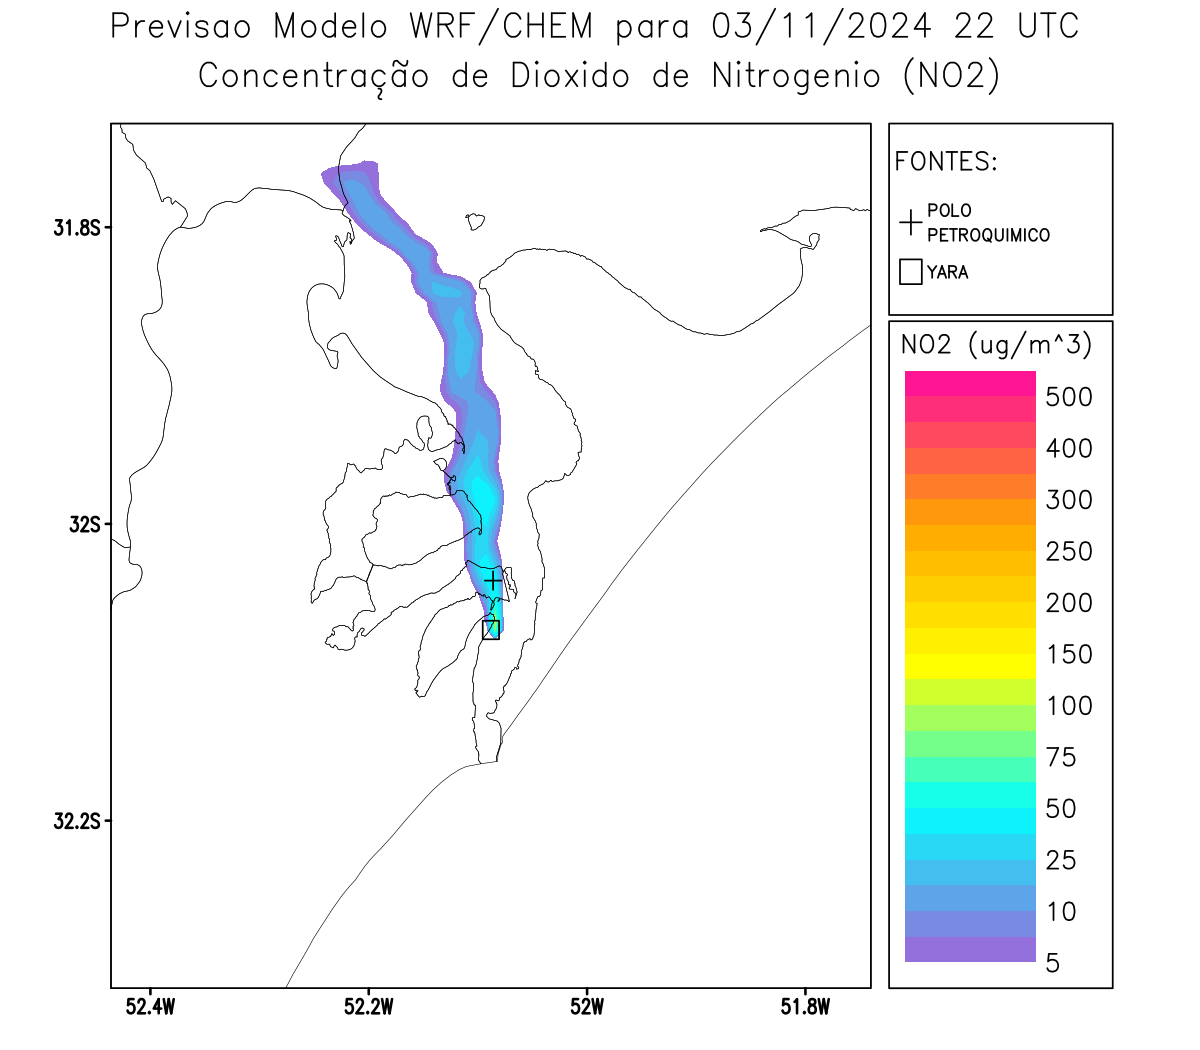 Previsao Modelo WRF/CHEM para 03/11/2024 22 UTC
Concentração de Dioxido de Nitrogenio (NO2)
FONTES:
POLO
PETROQUIMICO
YARA
NO2 (ug/m^3)
500
400
300
250
200
150
100
75
50
25
10
5
31.8S
32S
32.2S
52.4W
52.2W
52W
51.8W